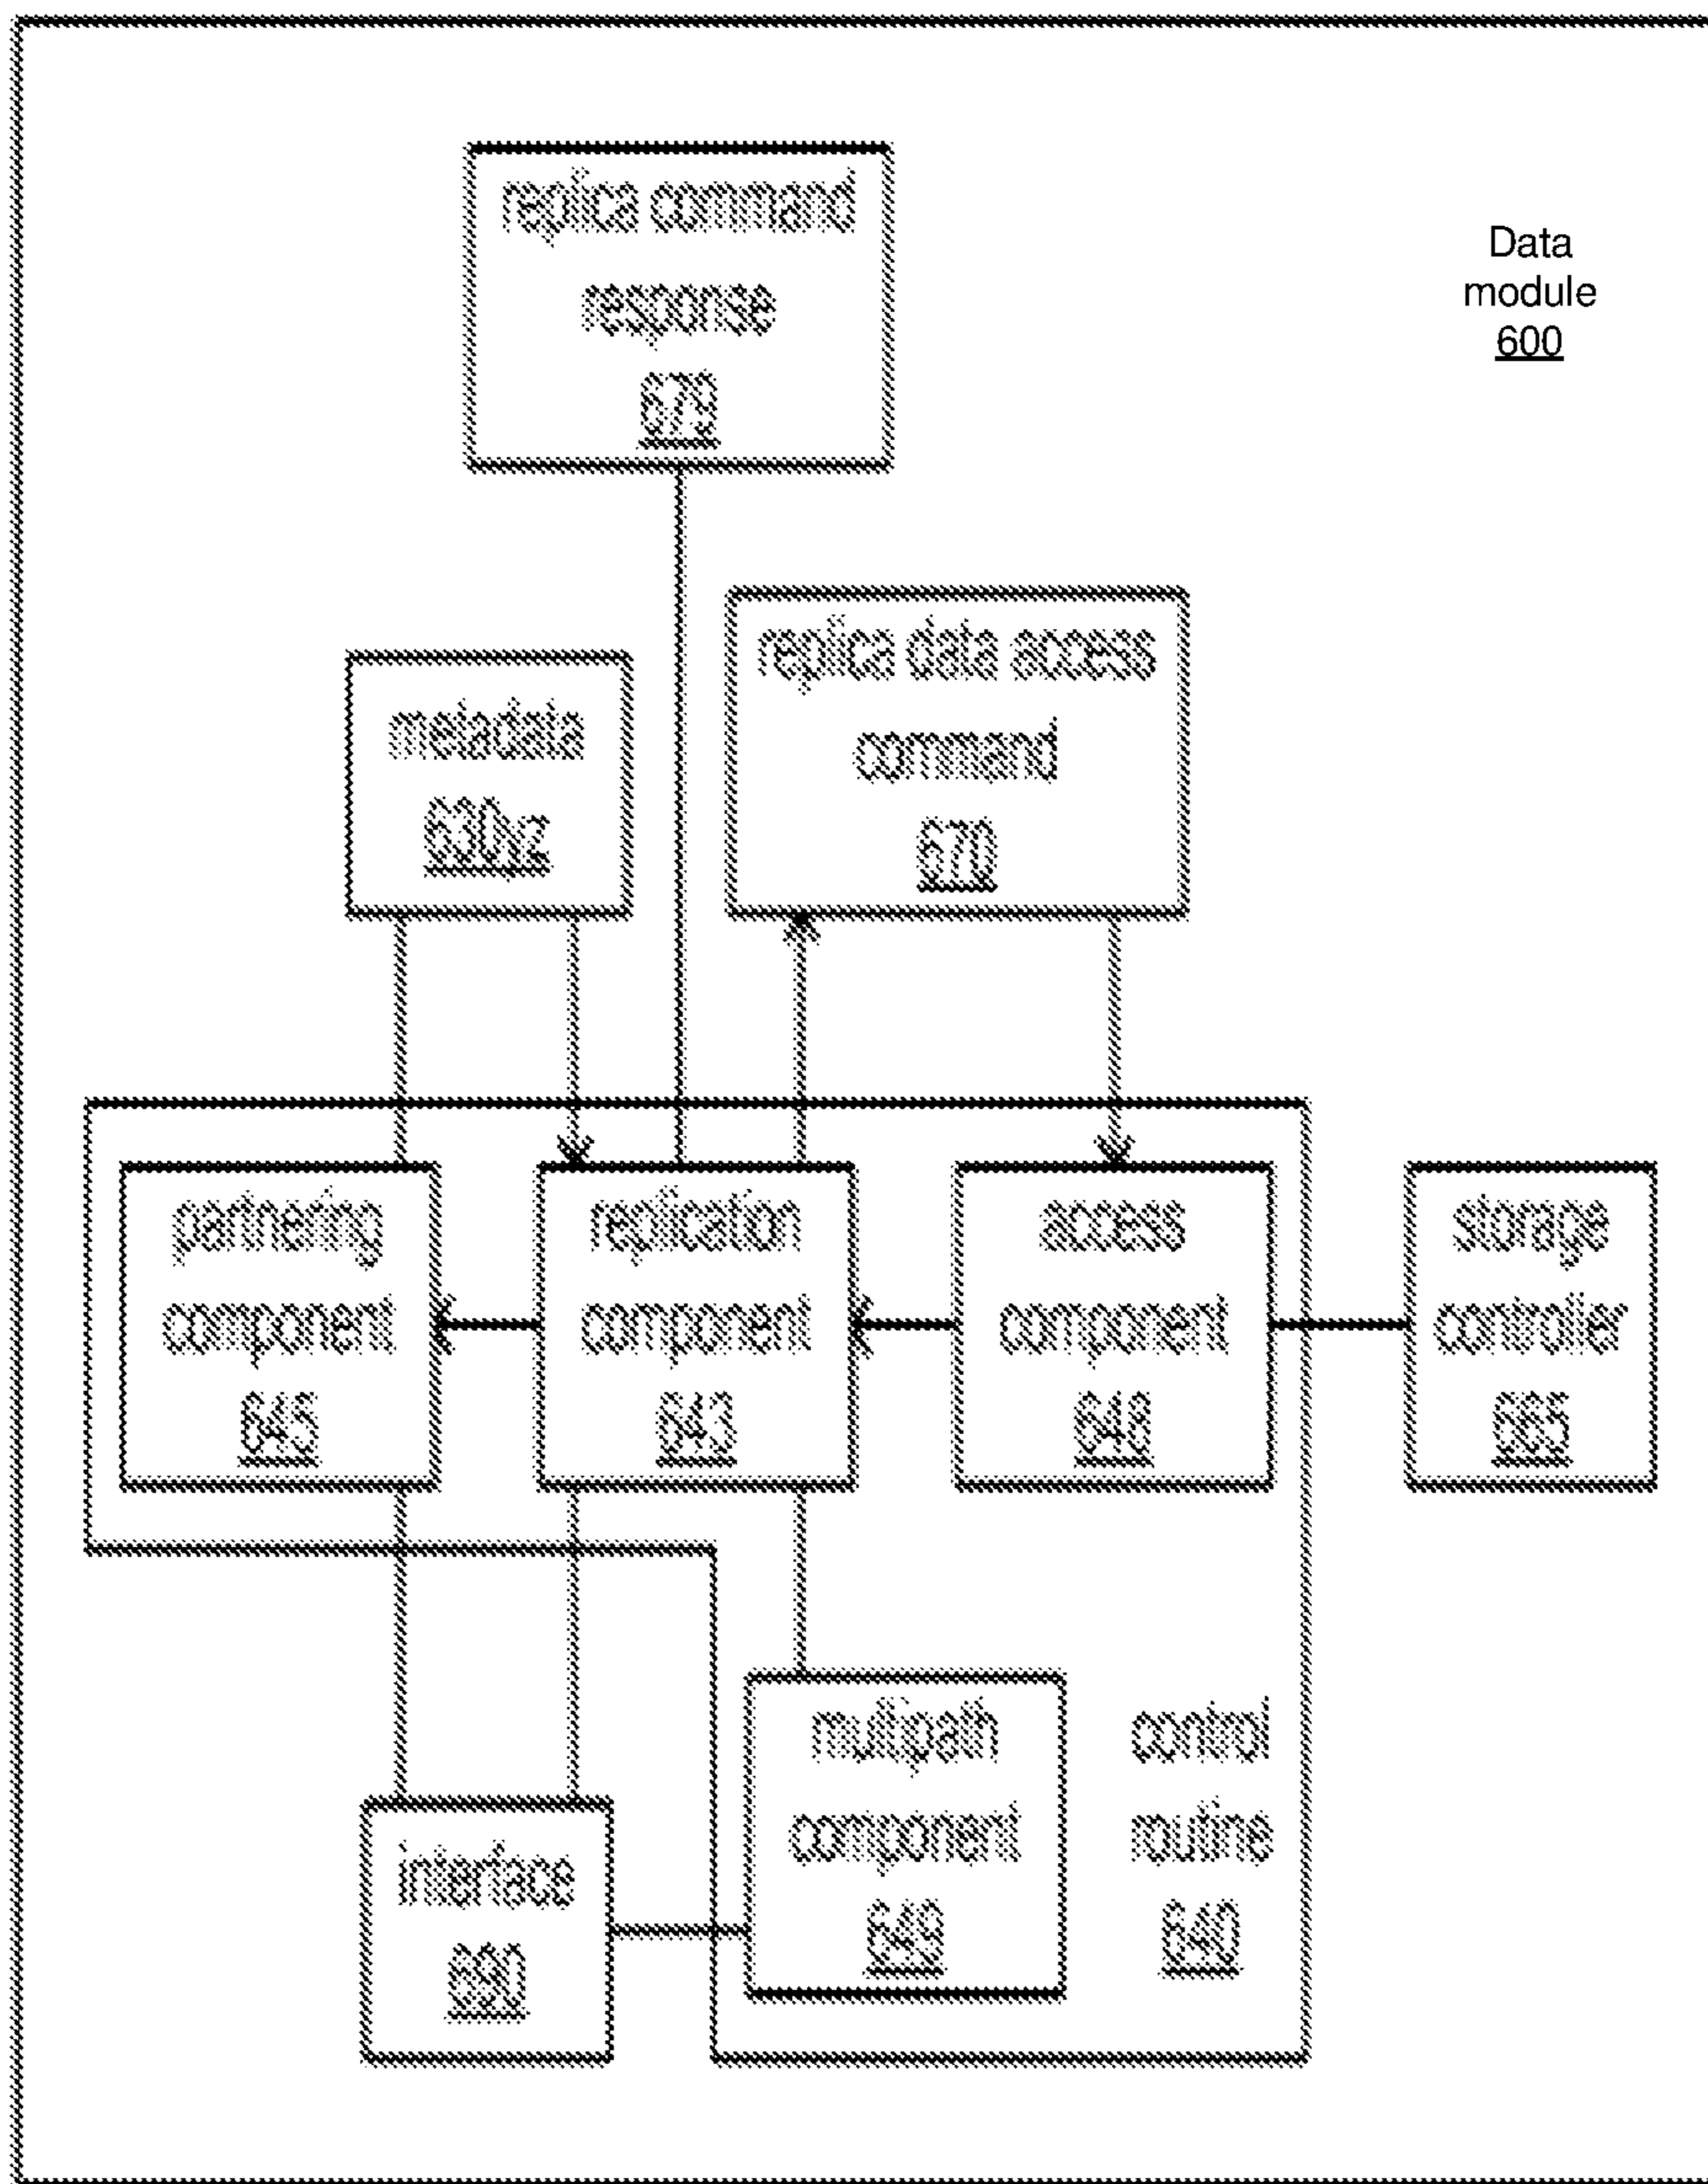 replica command
response
679
Data
module
600
replica data access
command
670
metadata
630yz
partnering
component
645
replication
component
643
access
component
648
storage
controller
665
multipath
component
649
control
routine
640
interface
690